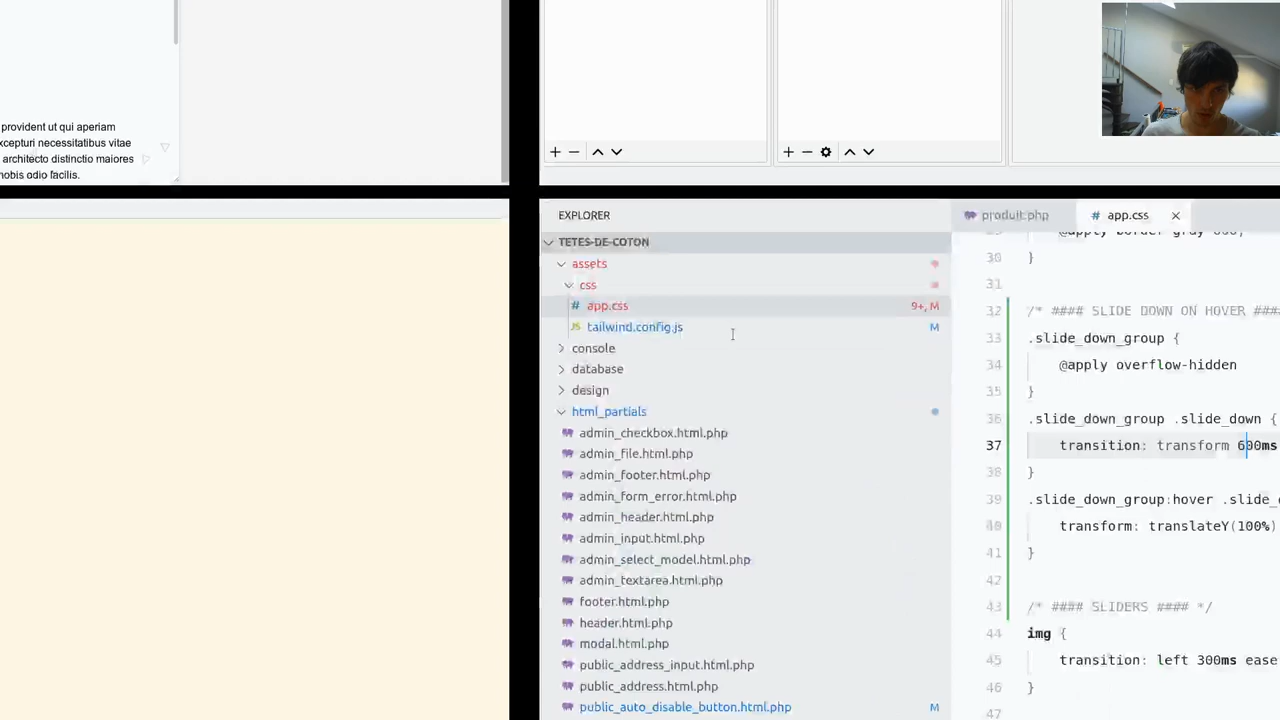 provident ut qui aperiam
xcepturi necessitatibus vitae
architecto distinctio maiores
nobis odio facilis.
EXPLORER
TETES-DE-COTON
assets
css
# app.css 9+, M
JS tailwind.config.js M
console
database
design
html_partials
admin_checkbox.html.php
admin_file.html.php
admin_footer.html.php
admin_form_error.html.php
admin_header.html.php
admin_input.html.php
admin_select_model.html.php
admin_textarea.html.php
footer.html.php
header.html.php
modal.html.php
public_address_input.html.php
public_address.html.php
public_auto_disable_button.html.php M
produit.php # app.css
@apply border gray
30 }
31
32 /* #### SLIDE DOWN ON HOVER ####
33 .slide_down_group {
34 @apply overflow-hidden
35 }
36 .slide_down_group .slide_down {
37 transition: transform 600ms
38 }
39 .slide_down_group:hover .slide_
40 transform: translateY(100%)
41 }
42
43 /* #### SLIDERS #### */
44 img {
45 transition: left 300ms ease
46 }
47